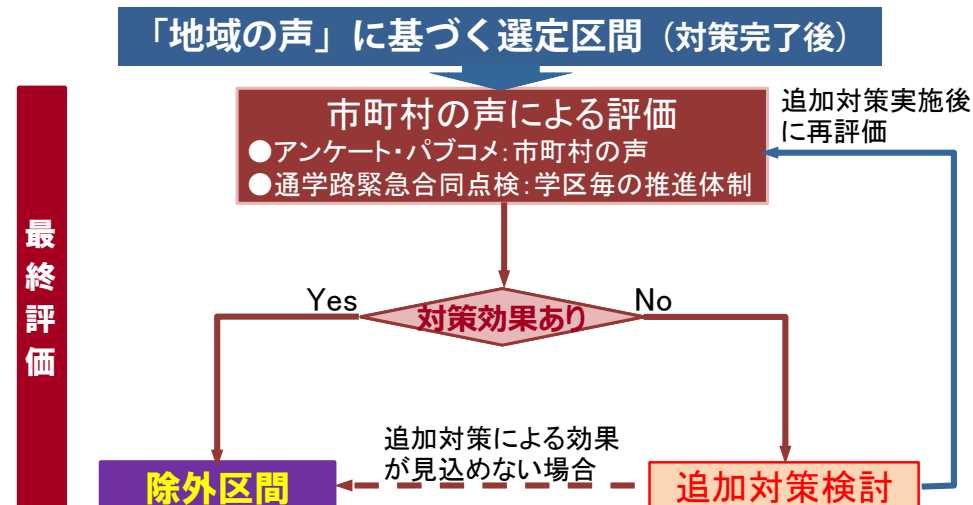 「地域の声」に基づく選定区間（対策完了後）
最終評価
市町村の声による評価
●アンケート・パブコメ：市町村の声
●通学路緊急合同点検：学区毎の推進体制
追加対策実施後
に再評価
Yes
対策効果あり
No
追加対策による効果
が見込めない場合
除外区間
追加対策検討